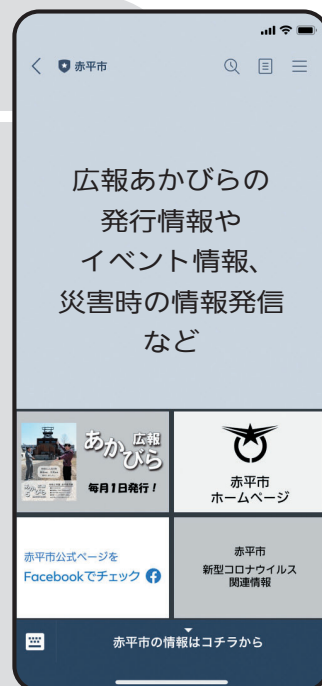 赤平市
広報あかびらの
発行情報や
イベント情報、
災害時の情報発信
など
広報
あかびら
毎月1日発行!
赤平市
ホームページ
赤平市公式ページを
Facebookでチェック
赤平市
新型コロナウイルス
関連情報
赤平市の情報はコチラから